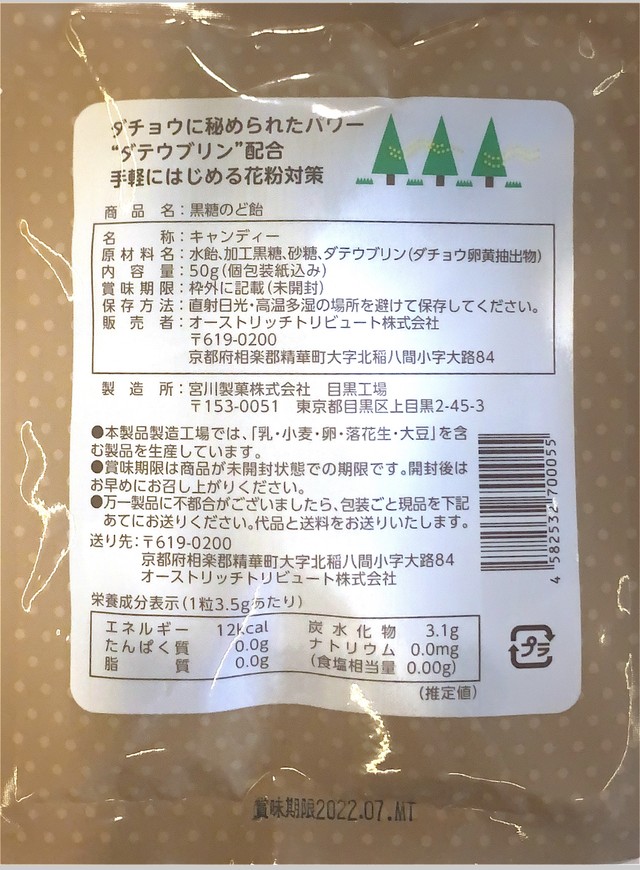 ダチョウに秘められたパワー
“ダテウブリン”配合
手軽にはじめる花粉対策
商品名：黒糖のど飴
名称：キャンディー
原材料名：水飴、加工黒糖、砂糖、ダテウブリン(ダチョウ卵黄抽出物)
内容量：50g(個包装紙込み)
賞味期限：枠外に記載(未開封)
保存方法：直射日光・高温多湿の場所を避けて保存してください。
販売者：オーストリッチトリビュート株式会社
〒619-0200
京都府相楽郡精華町大字北稲八間小字大路84
製造所：宮川製菓株式会社 目黒工場
〒153-0051 東京都目黒区上目黒2-45-3
●本製品製造工場では、「乳・小麦・卵・落花生・大豆」を含
む製品を生産しています。
●賞味期限は商品が未開封状態での期限です。開封後は
お早めにお召し上がりください。
●万一製品に不都合がございましたら、包装ごと現品を下記
あてにお送りください。代品と送料をお送りいたします。
送り先：〒619-0200
京都府相楽郡精華町大字北稲八間小字大路84
オーストリッチトリビュート株式会社
4582532700055
栄養成分表示(1粒3.5gあたり)
エネルギー 12kcal 炭水化物 3.1g
たんぱく質 0.0g ナトリウム 0.0mg
脂質 0.0g (食塩相当量 0.00g)
(推定値)
プラ
賞味期限2022.07.MT